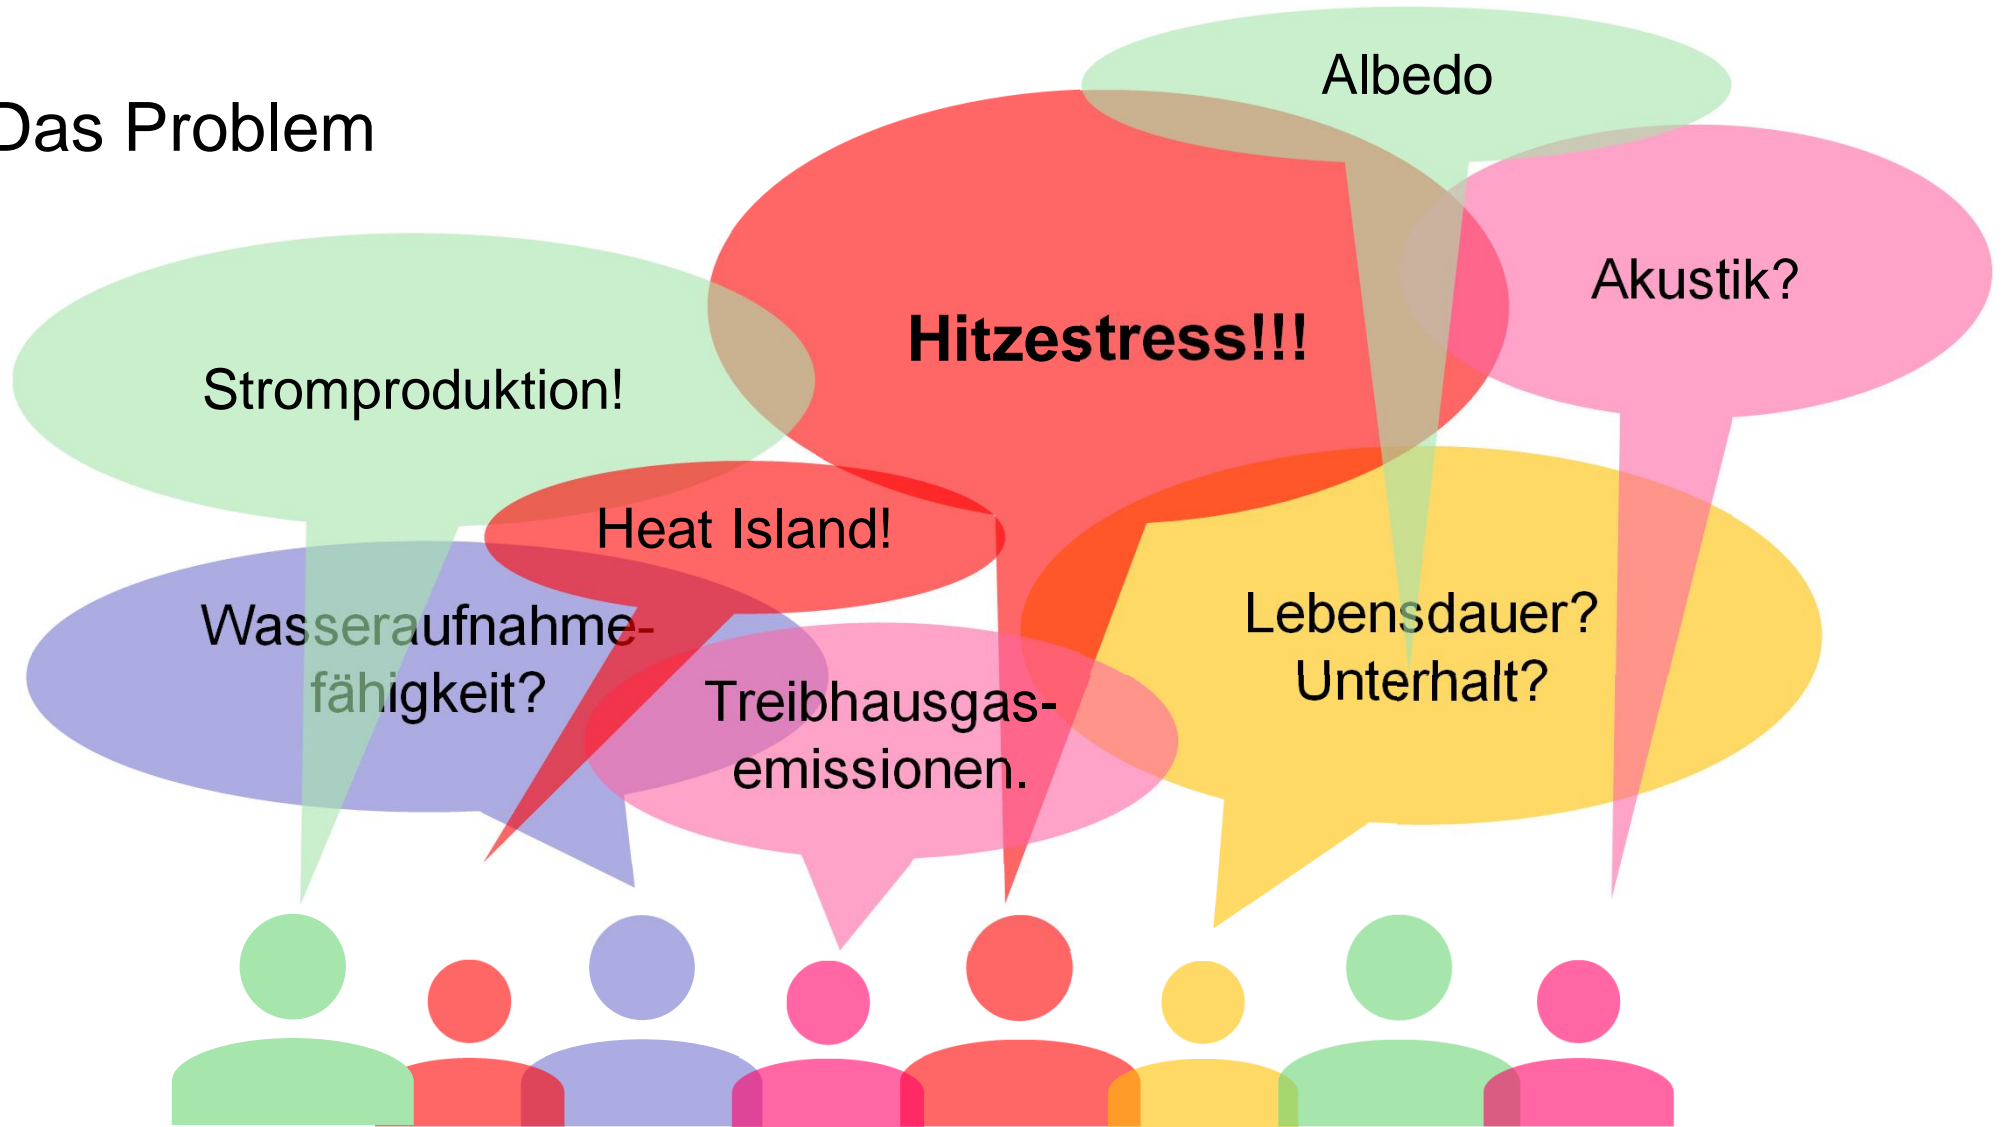 Das Problem
Albedo
Akustik?
Hitzestress!!!
Stromproduktion!
Heat Island!
Wasseraufnahme-
fähigkeit?
Treibhausgas-
emissionen.
Lebensdauer?
Unterhalt?